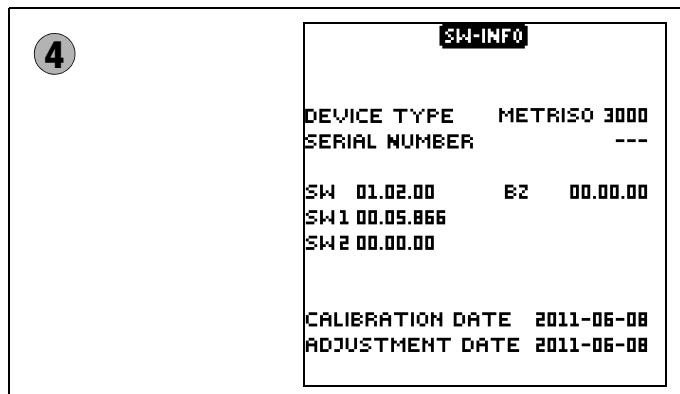 4
SW-INFO
DEVICE TYPE METRISO 3000
SERIAL NUMBER ---
SW 01.02.00 BZ 00.00.00
SW1 00.05.866
SW2 00.00.00
CALIBRATION DATE 2011-06-08
ADJUSTMENT DATE 2011-06-08